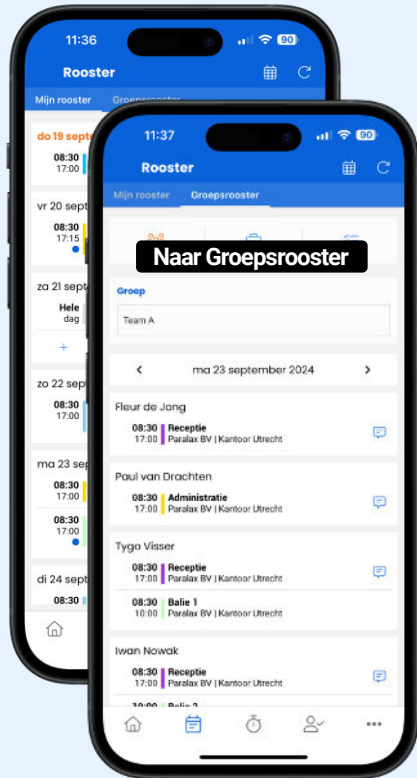 11:36
90
Rooster
Mijn rooster Groepsrooster
do 19 sept
08:30
17:00
vr 20 sept
08:30
17:15
za 21 sept
Hele
dag
+
zo 22 sept
08:30
17:00
ma 23 sep
08:30
17:00
08:30
17:00
di 24 sept
08:30
11:37
90
Rooster
Mijn rooster Groepsrooster
Naar Groepsrooster
Groep
Team A
ma 23 september 2024
Fleur de Jong
08:30 Receptie
17:00 Paralax BV | Kantoor Utrecht
Paul van Drachten
08:30 Administratie
17:00 Paralax BV | Kantoor Utrecht
Tygo Visser
08:30 Receptie
17:00 Paralax BV | Kantoor Utrecht
08:30 Balie 1
10:00 Paralax BV | Kantoor Utrecht
Iwan Nowak
08:30 Receptie
17:00 Paralax BV | Kantoor Utrecht
10:00 Balie 2